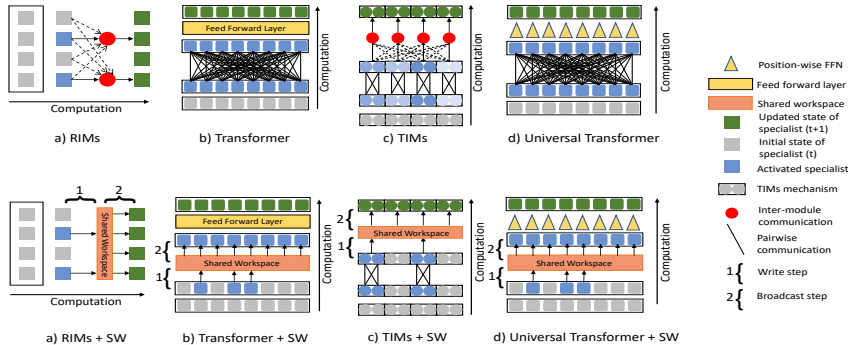 Feed Forward Layer
Computation
a) RIMs
Computation
b) Transformer
Computation
c) TIMs
Computation
d) Universal Transformer
1
2
Shared Workspace
Computation
a) RIMs + SW
Feed Forward Layer
2
Shared Workspace
1
Computation
b) Transformer + SW
2
Shared Workspace
1
Computation
c) TIMs + SW
2
Shared Workspace
1
Computation
d) Universal Transformer + SW
Position-wise FFN
Feed forward layer
Shared workspace
Updated state of
specialist (t+1)
Initial state of
specialist (t)
Activated specialist
TIMs mechanism
Inter-module
communication
Pairwise
communication
1 { Write step
2 { Broadcast step